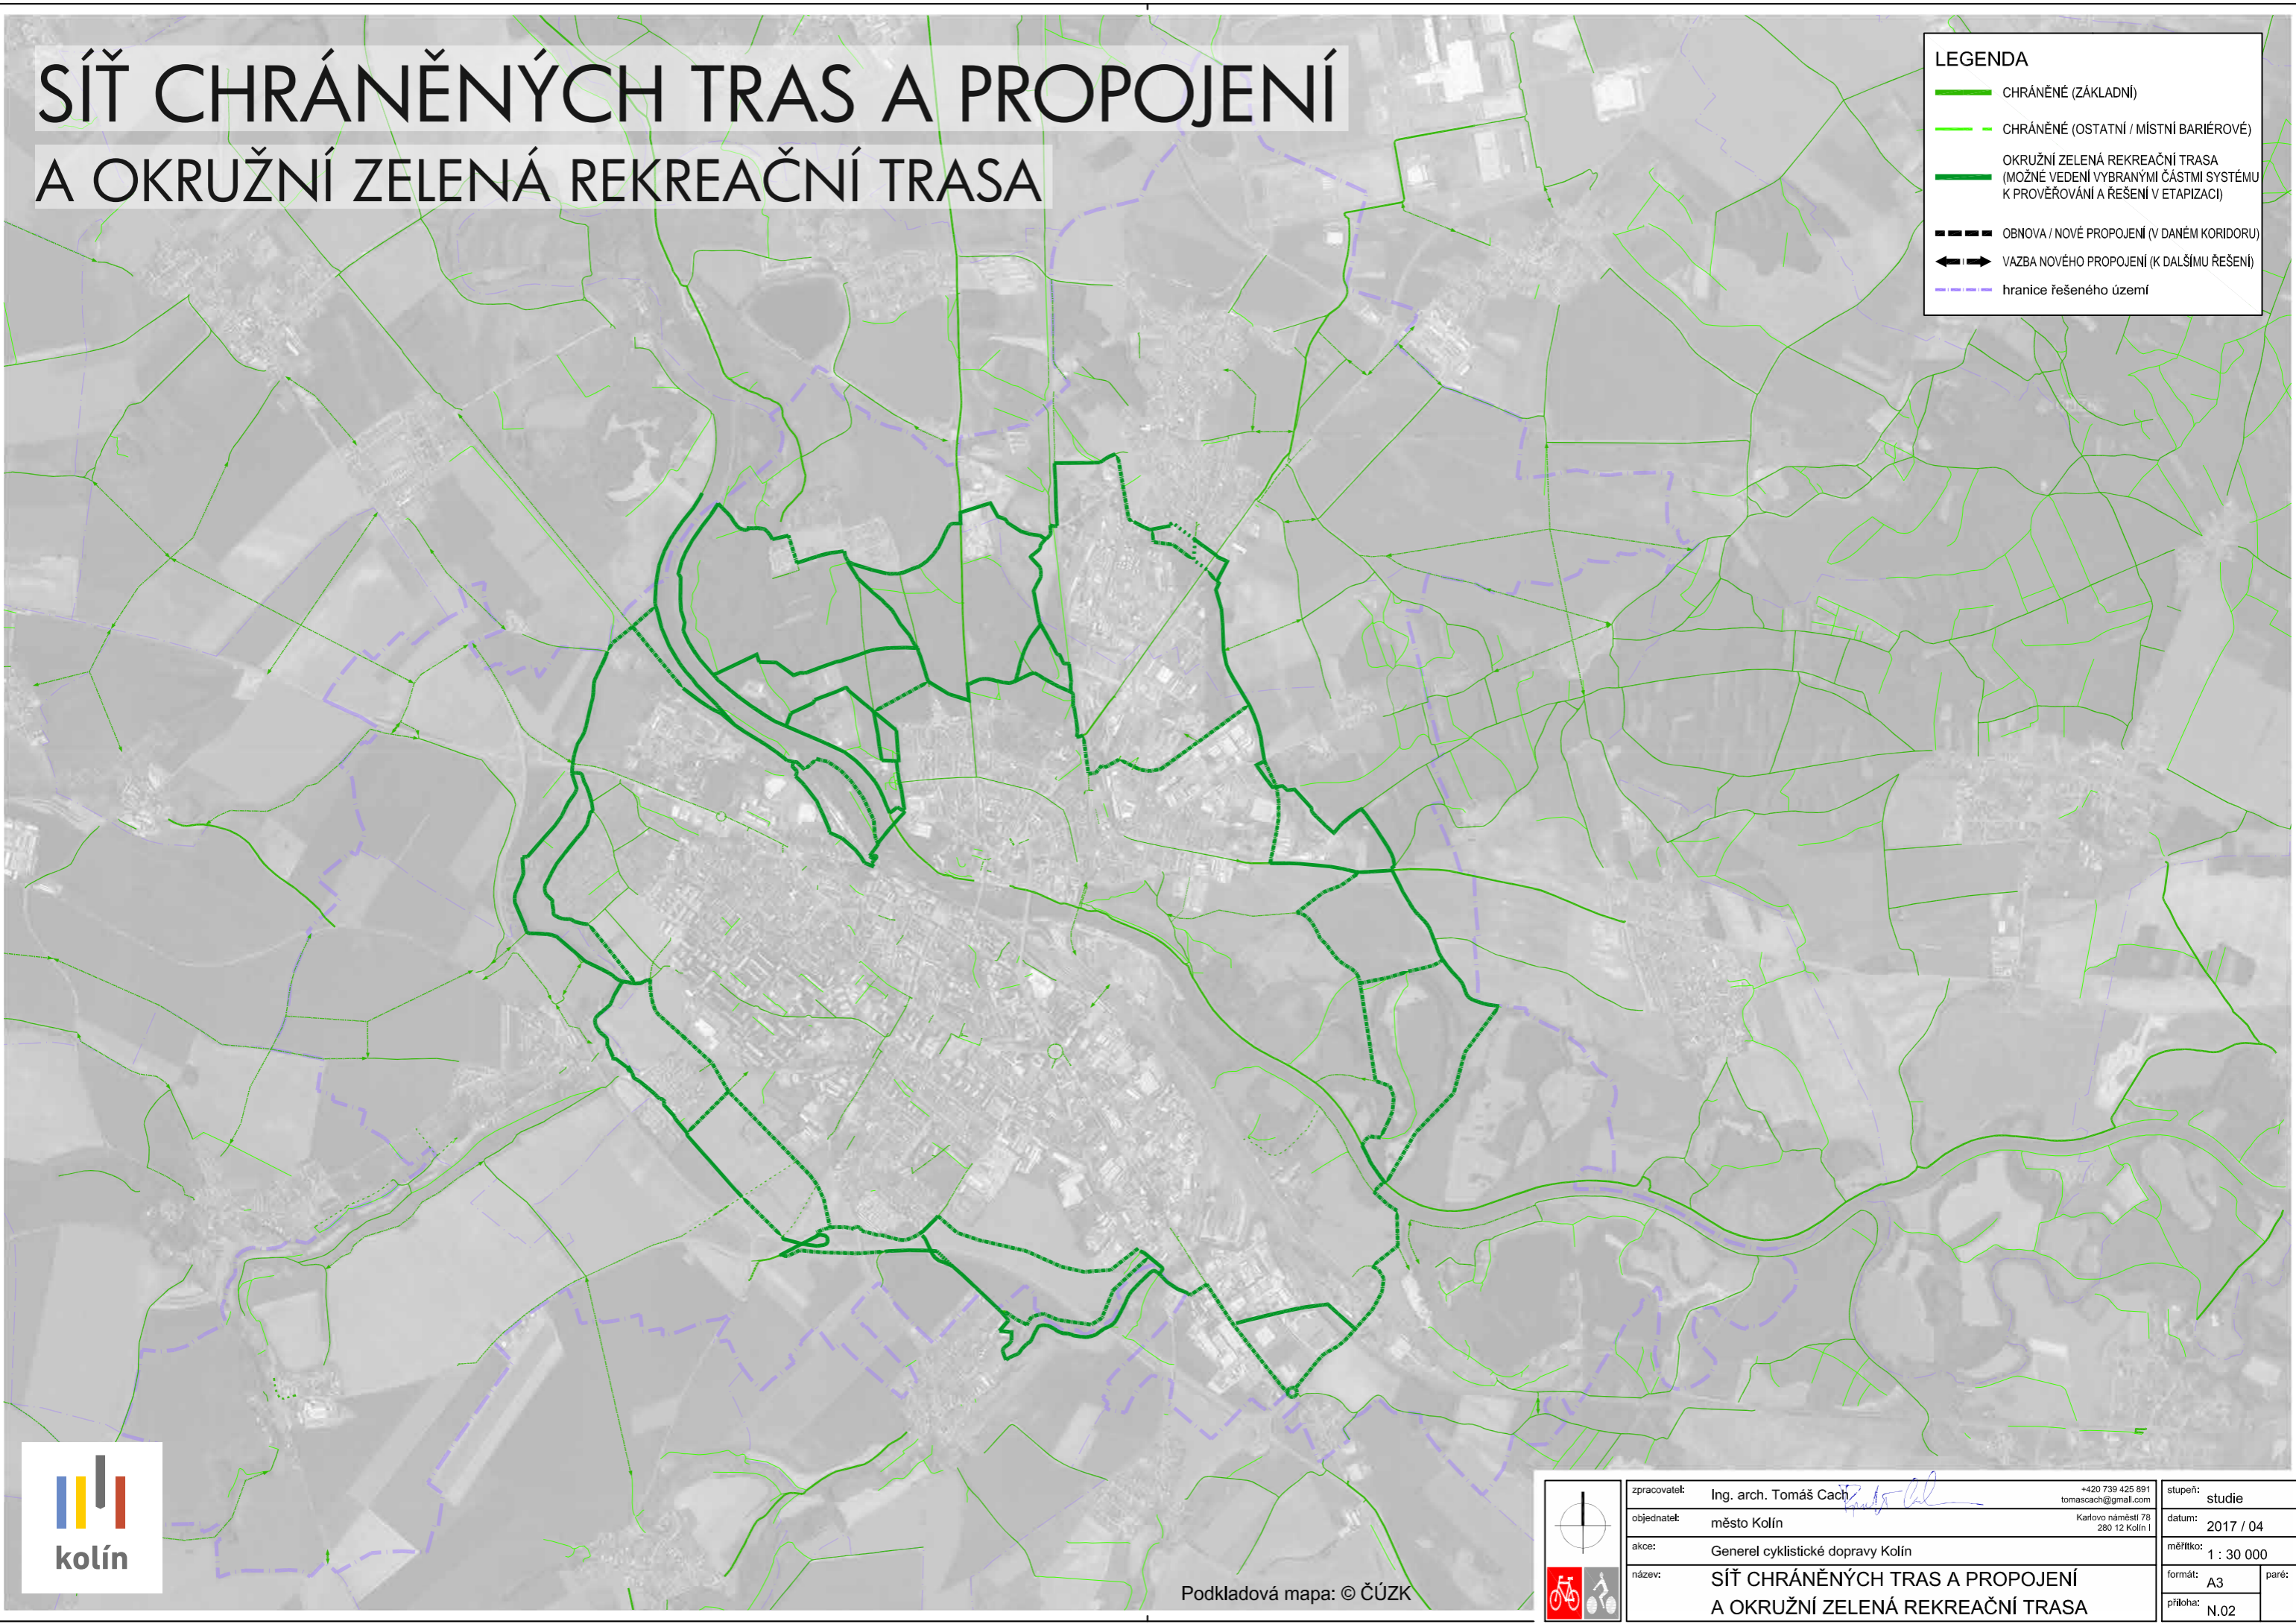 SÍŤ CHRÁNĚNÝCH TRAS A PROPOJENÍ
A OKRUŽNÍ ZELENÁ REKREAČNÍ TRASA
LEGENDA
CHRÁNĚNÉ (ZÁKLADNÍ)
CHRÁNĚNÉ (OSTATNÍ / MÍSTNÍ BARIÉROVÉ)
OKRUŽNÍ ZELENÁ REKREAČNÍ TRASA
(MOŽNÉ VEDENÍ VYBRANÝMI ČÁSTMI SYSTÉMU
K PROVĚŘOVÁNÍ A ŘEŠENÍ V ETAPIZACI)
OBNOVA / NOVÉ PROPOJENÍ (V DANÉM KORIDORU)
VAZBA NOVÉHO PROPOJENÍ (K DALŠÍMU ŘEŠENÍ)
hranice řešeného území
kolín
Podkladová mapa: © ČÚZK
zpracovatel: Ing. arch. Tomáš Cach +420 739 425 891
tomascach@gmail.com
objednatel: město Kolín Karlovo náměstí 78
280 12 Kolín I
akce: Generel cyklistické dopravy Kolín
název: SÍŤ CHRÁNĚNÝCH TRAS A PROPOJENÍ
A OKRUŽNÍ ZELENÁ REKREAČNÍ TRASA
stupeň: studie
datum: 2017 / 04
měřítko: 1 : 30 000
formát: A3 paré:
příloha: N.02